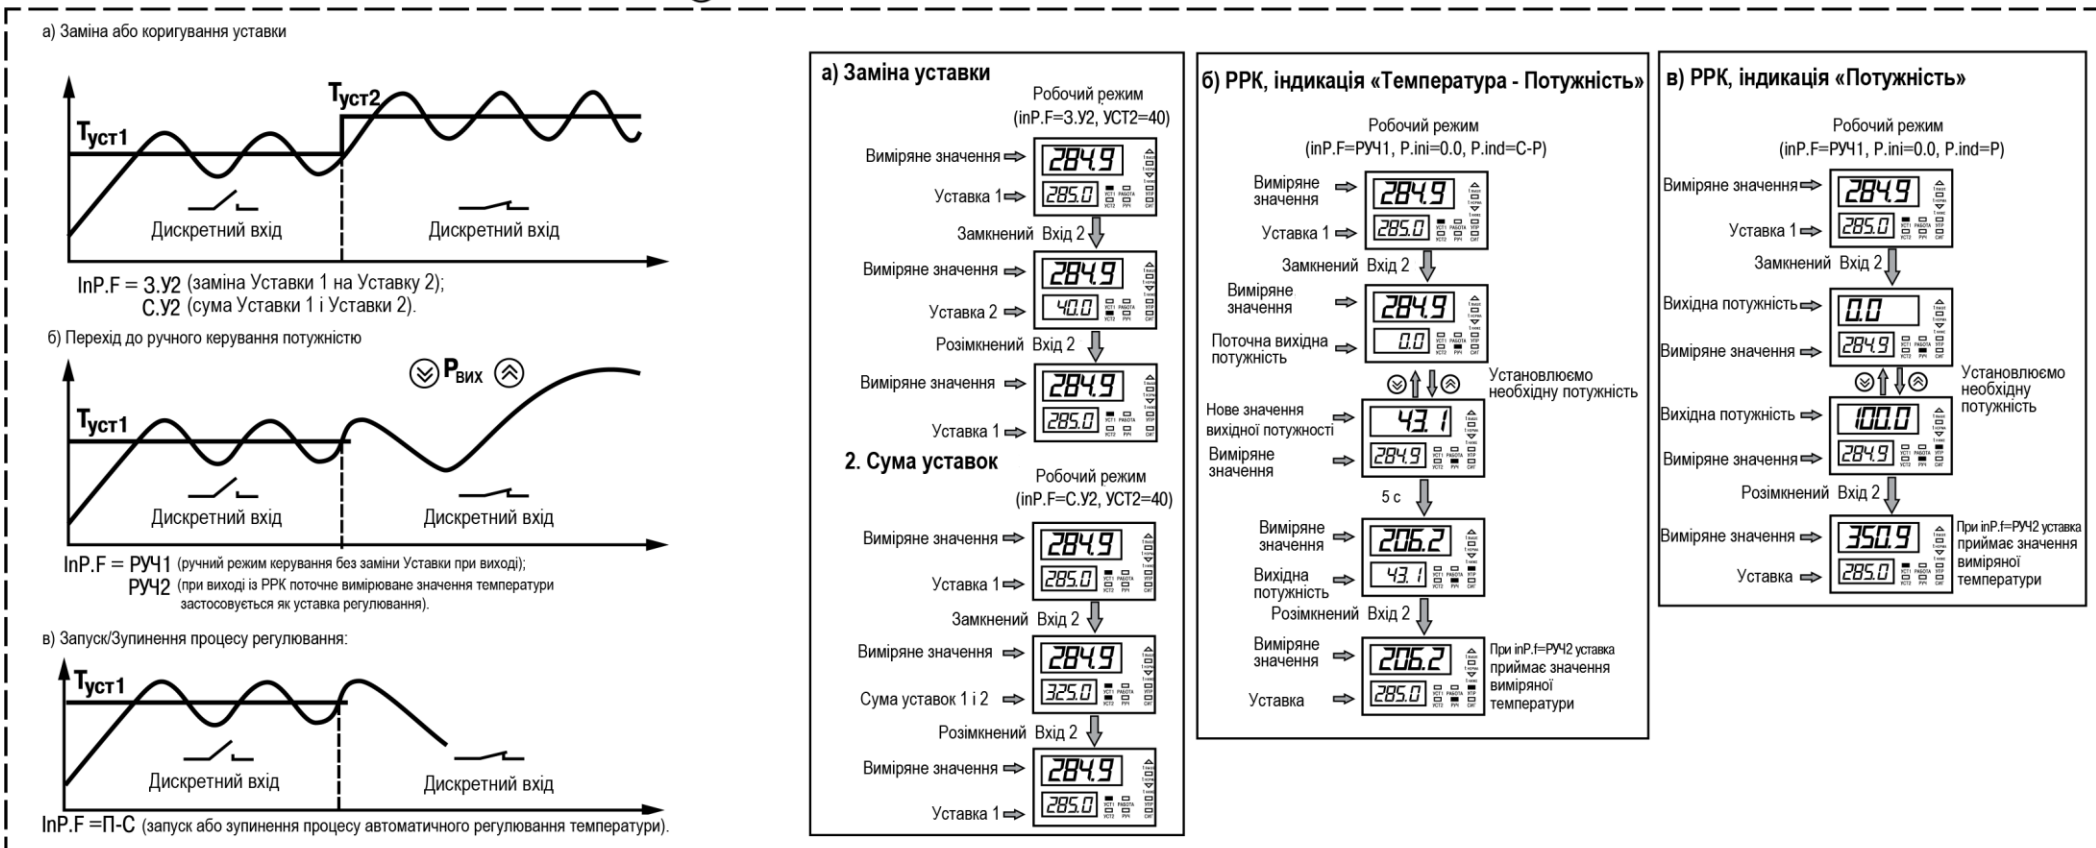 а) Заміна або коригування уставки
Туст2
Туст1
Дискретний вхід
Дискретний вхід
InP.F = З.У2 (заміна Уставки 1 на Уставку 2);
С.У2 (сума Уставки 1 і Уставки 2).
б) Перехід до ручного керування потужністю
Рвих
Туст1
Дискретний вхід
Дискретний вхід
InP.F = РУЧ1 (ручний режим керування без заміни Уставки при виході);
РУЧ2 (при виході із РРК поточне вимірюване значення температури
застосовується як уставка регулювання).
в) Запуск/Зупинення процесу регулювання:
Туст1
Дискретний вхід
Дискретний вхід
InP.F =П-С (запуск або зупинення процесу автоматичного регулювання температури).
а) Заміна уставки
Робочий режим
(inP.F=З.У2, УСТ2=40)
Виміряне значення
284.9
Уставка 1
285.0
Замкнений Вхід 2
Виміряне значення
284.9
Уставка 2
40.0
Розімкнений Вхід 2
Виміряне значення
284.9
Уставка 1
285.0
2. Сума уставок
Робочий режим
(inP.F=С.У2, УСТ2=40)
Виміряне значення
284.9
Уставка 1
285.0
Замкнений Вхід 2
Виміряне значення
284.9
Сума уставок 1 і 2
325.0
Розімкнений Вхід 2
Виміряне значення
284.9
Уставка 1
285.0
б) РРК, індикація «Температура - Потужність»
Робочий режим
(inP.F=РУЧ1, P.ini=0.0, P.ind=C-P)
Виміряне
значення
284.9
Уставка 1
285.0
Замкнений Вхід 2
Виміряне
значення
284.9
Поточна вихідна
потужність
0.0
Установлюємо
необхідну потужність
Нове значення
вихідної потужності
43.1
Виміряне
значення
284.9
5 с
Виміряне
значення
206.2
Вихідна
потужність
43.1
Розімкнений Вхід 2
Виміряне
значення
206.2
Уставка
285.0
При inP.f=РУЧ2 уставка
приймає значення
виміряної
температури
в) РРК, індикація «Потужність»
Робочий режим
(inP.F=РУЧ1, P.ini=0.0, P.ind=P)
Виміряне значення
284.9
Уставка 1
285.0
Замкнений Вхід 2
Вихідна потужність
0.0
Виміряне значення
284.9
Установлюємо
необхідну
потужність
Вихідна потужність
100.0
Виміряне значення
284.9
Розімкнений Вхід 2
Виміряне значення
350.9
Уставка
285.0
При inP.f=РУЧ2 уставка
приймає значення
виміряної
температури